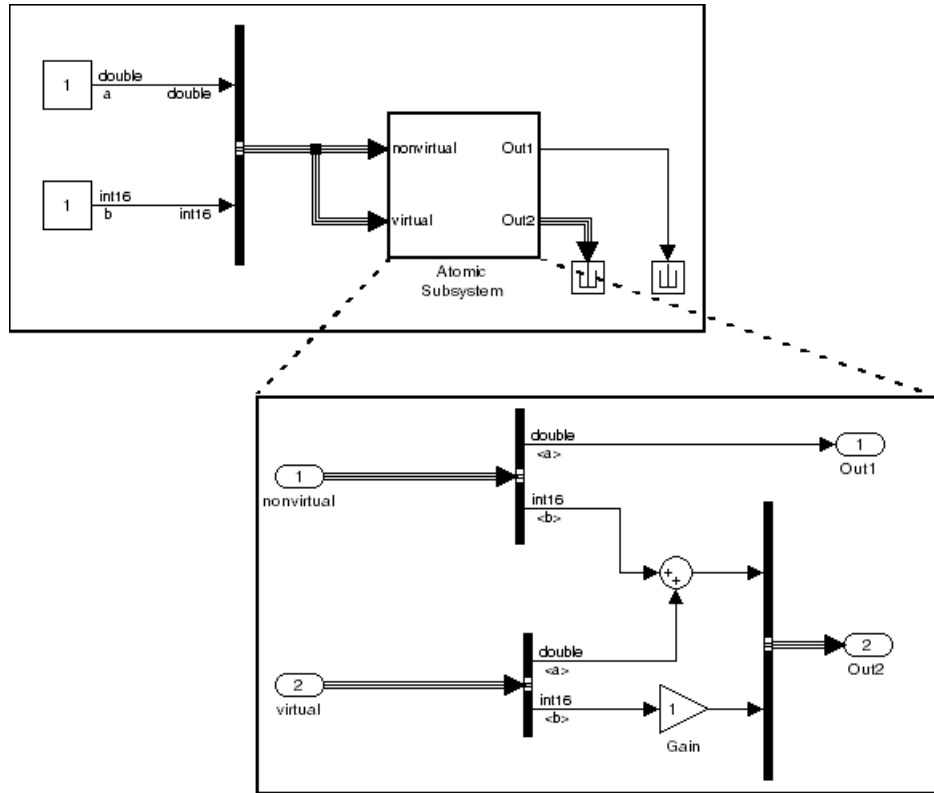 1
double
a
double
1
int16
b
int16
nonvirtual
Out1
virtual
Out2
Atomic
Subsystem
double
<a>
1
Out1
1
nonvirtual
int16
<b>
+
+
double
<a>
2
Out2
2
virtual
int16
<b>
1
Gain